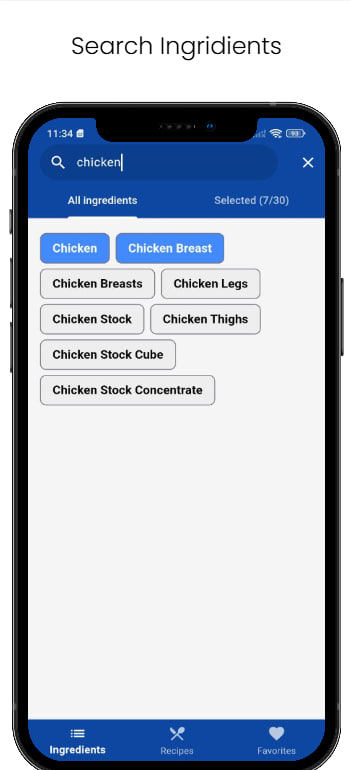 Search Ingridients
11:34
93
chicken
All ingredients
Selected (7/30)
Chicken
Chicken Breast
Chicken Breasts
Chicken Legs
Chicken Stock
Chicken Thighs
Chicken Stock Cube
Chicken Stock Concentrate
Ingredients
Recipes
Favorites